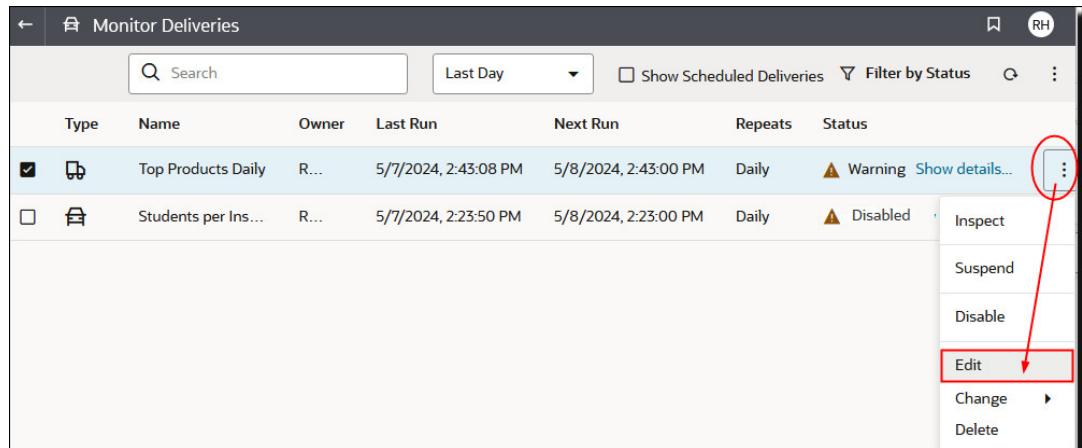 Monitor Deliveries RH
Search Last Day Show Scheduled Deliveries Filter by Status
Type Name Owner Last Run Next Run Repeats Status
Top Products Daily R... 5/7/2024, 2:43:08 PM 5/8/2024, 2:43:00 PM Daily Warning Show details...
Students per Ins... R... 5/7/2024, 2:23:50 PM 5/8/2024, 2:23:00 PM Daily Disabled
Inspect
Suspend
Disable
Edit
Change
Delete